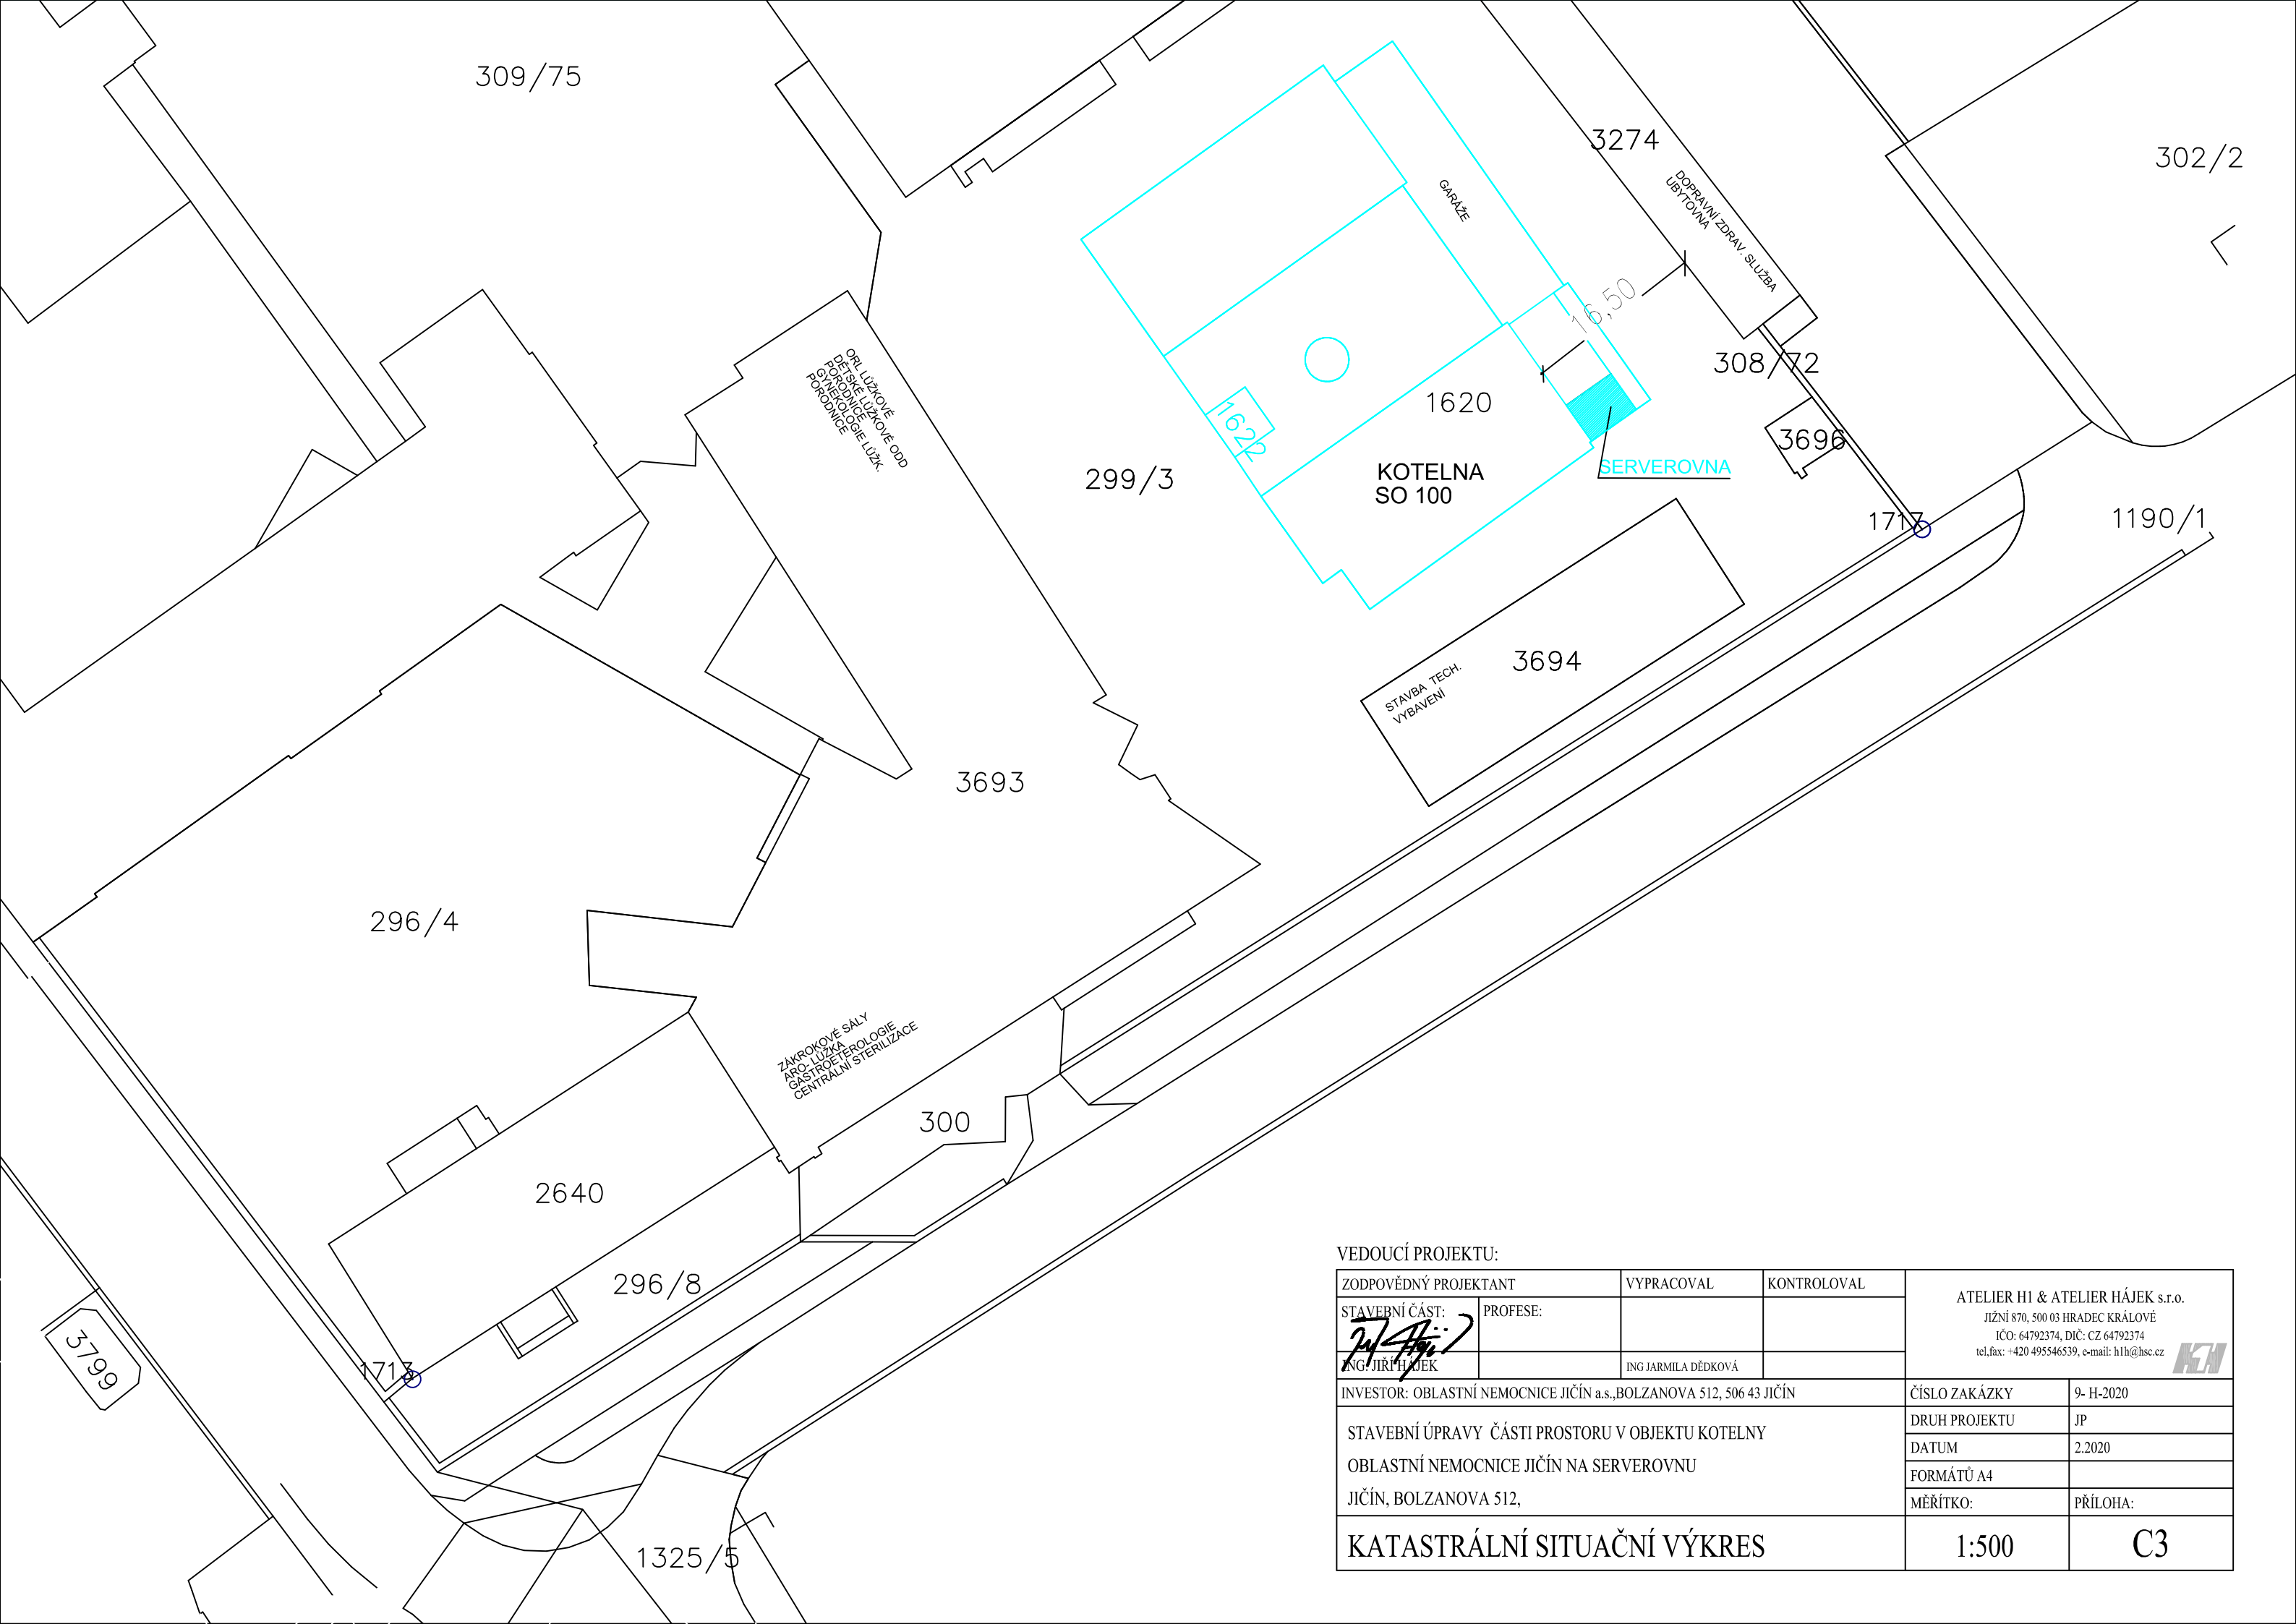 309/75
3274
302/2
DOPRAVNÍ ZDRAV. SLUŽBA
UBYTOVNA
GARÁŽE
16,50
308/72
ORL LŮŽKOVÉ
DĚTSKÉ LŮŽKOVÉ ODD
PORODNICE
GYNEKOLOGIE LŮŽK.
PORODNICE
1620
1622
3696
SERVEROVNA
299/3
KOTELNA
SO 100
1717
1190/1
3694
STAVBA TECH.
VYBAVENÍ
3693
296/4
ZÁKROKOVÉ SÁLY
ARO- LŮŽKA
GASTROETEROLOGIE
CENTRÁLNÍ STERILIZACE
300
2640
296/8
3799
1713
1325/5
VEDOUCÍ PROJEKTU:
ZODPOVĚDNÝ PROJEKTANT
VYPRACOVAL
KONTROLOVAL
STAVEBNÍ ČÁST:
PROFESE:
ING. JIŘÍ HÁJEK
ING JARMILA DĚDKOVÁ
ATELIER H1 & ATELIER HÁJEK s.r.o.
JIŽNÍ 870, 500 03 HRADEC KRÁLOVÉ
IČO: 64792374, DIČ: CZ 64792374
tel,fax: +420 495546539, e-mail: h1h@hsc.cz
H1H
INVESTOR: OBLASTNÍ NEMOCNICE JIČÍN a.s.,BOLZANOVA 512, 506 43 JIČÍN
ČÍSLO ZAKÁZKY
9- H-2020
STAVEBNÍ ÚPRAVY ČÁSTI PROSTORU V OBJEKTU KOTELNY
OBLASTNÍ NEMOCNICE JIČÍN NA SERVEROVNU
JIČÍN, BOLZANOVA 512,
DRUH PROJEKTU
JP
DATUM
2.2020
FORMÁTŮ A4
MĚŘÍTKO:
PŘÍLOHA:
KATASTRÁLNÍ SITUAČNÍ VÝKRES
1:500
C3